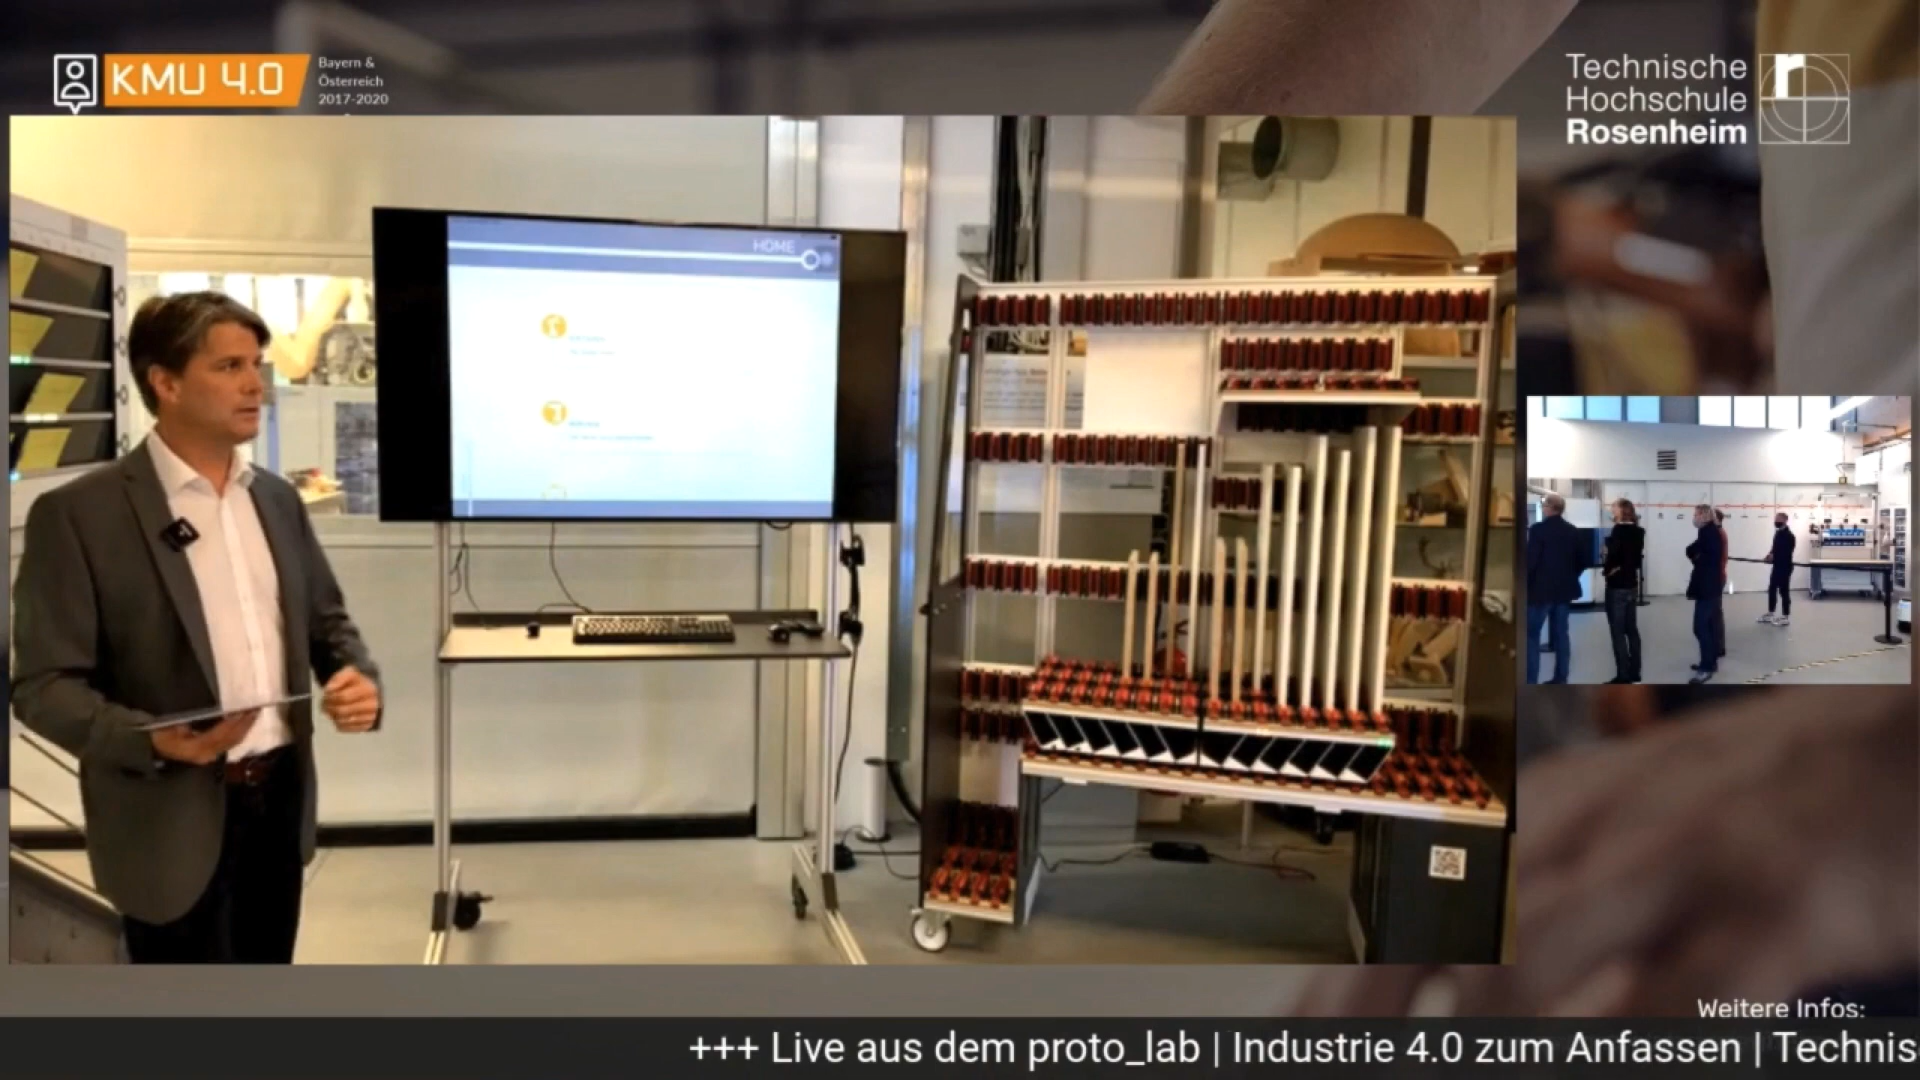 KMU 4.0
Bayern &
Österreich
2017-2020
Technische
Hochschule
Rosenheim
HOME
Weitere Infos:
+++ Live aus dem proto_lab | Industrie 4.0 zum Anfassen | Technis